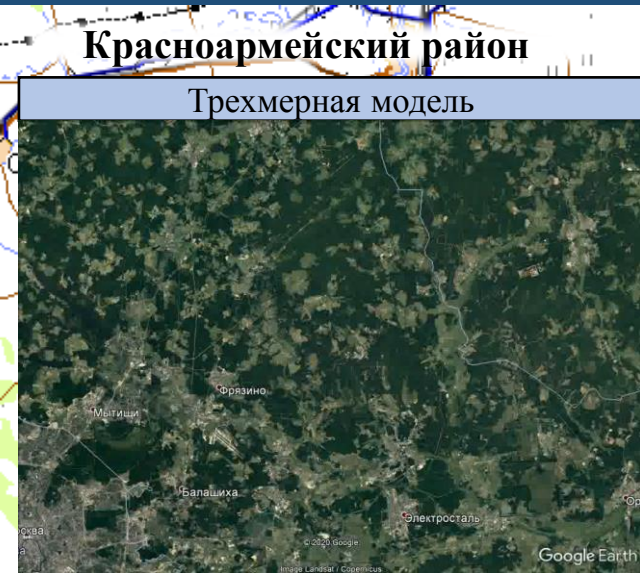 Красноармейский район
Трехмерная модель
Фрязино
Мытищи
Балашиха
Электросталь
© 2020 Google
Image Landsat / Copernicus
Google Earth